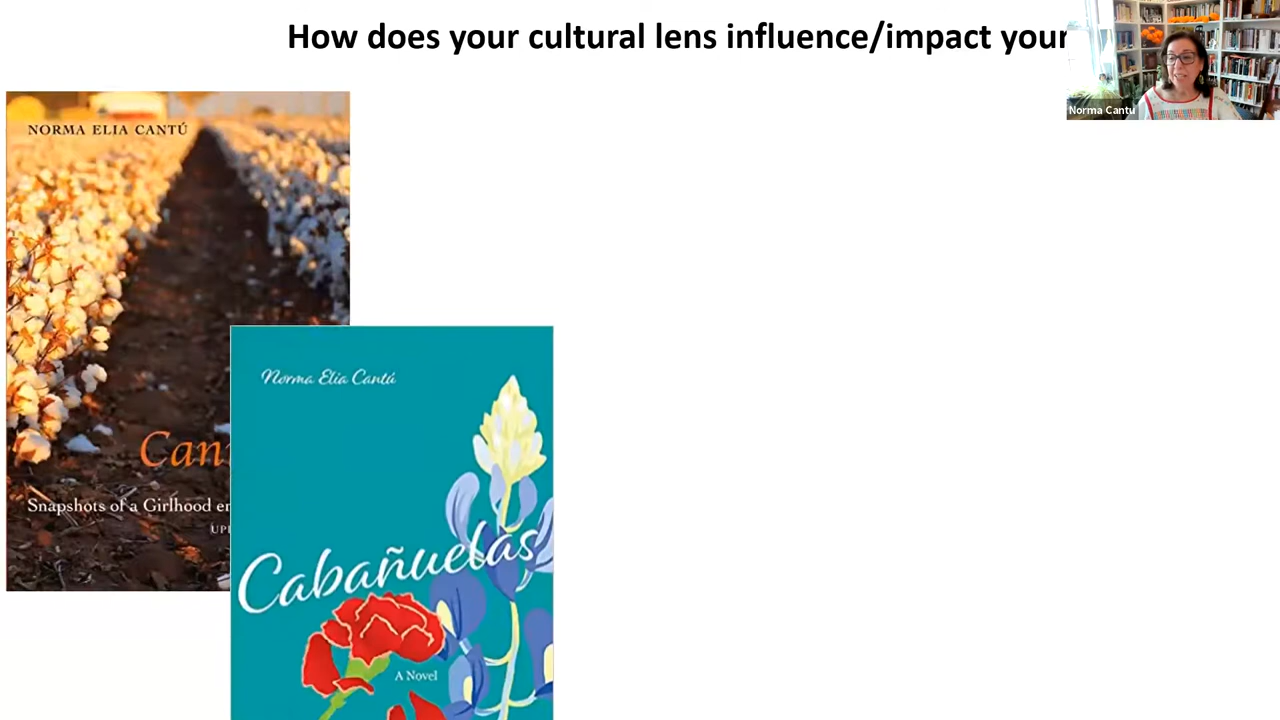 How does your cultural lens influence/impact your
Norma Cantu
NORMA ELIA CANTÚ
Can
Snapshots of a Girlhood en
UP
Norma Elia Cantú
Cabañuelas
A Novel